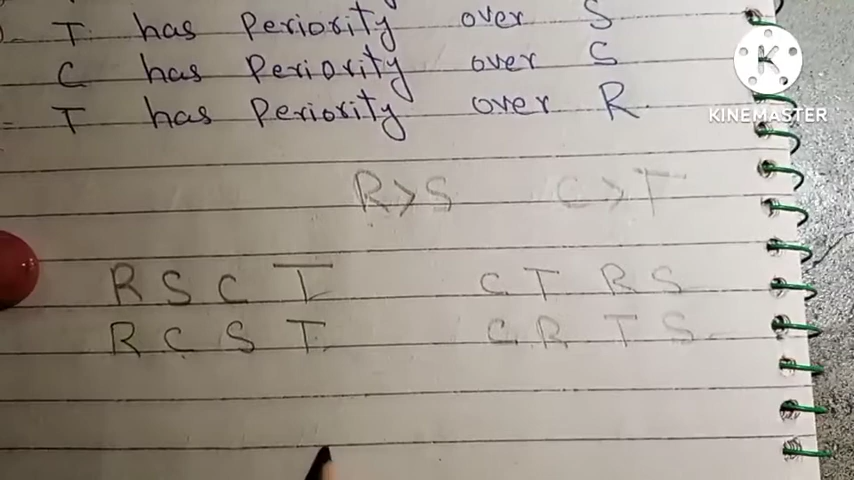 T has Periority over S
C has Periority over S
T has Periority over R.
R>S C>T
R S C T C T R S
R C S T C R T S
K
KINEMASTER